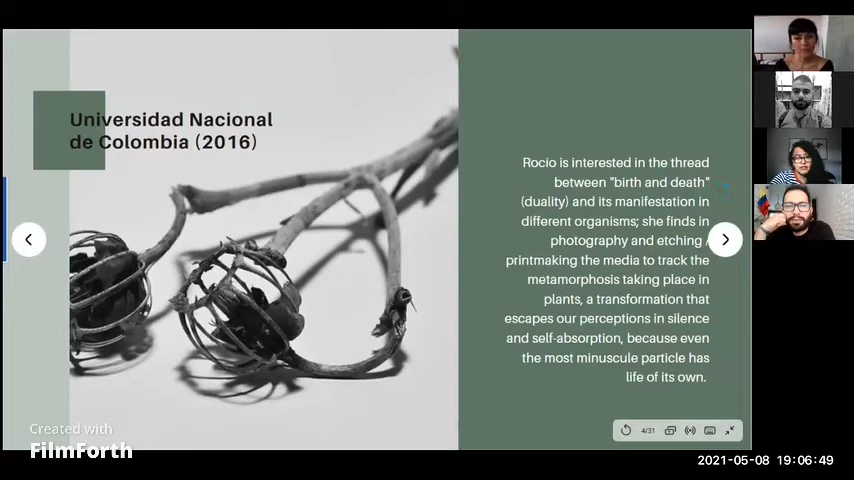 Universidad Nacional
de Colombia (2016)
Rocío is interested in the thread
between "birth and death"
(duality) and its manifestation in
different organisms; she finds in
photography and etching /
printmaking the media to track the
metamorphosis taking place in
plants, a transformation that
escapes our perceptions in silence
and self-absorption, because even
the most minuscule particle has
life of its own.
4/31
Created with
FilmForth
2021-05-08 19:06:49